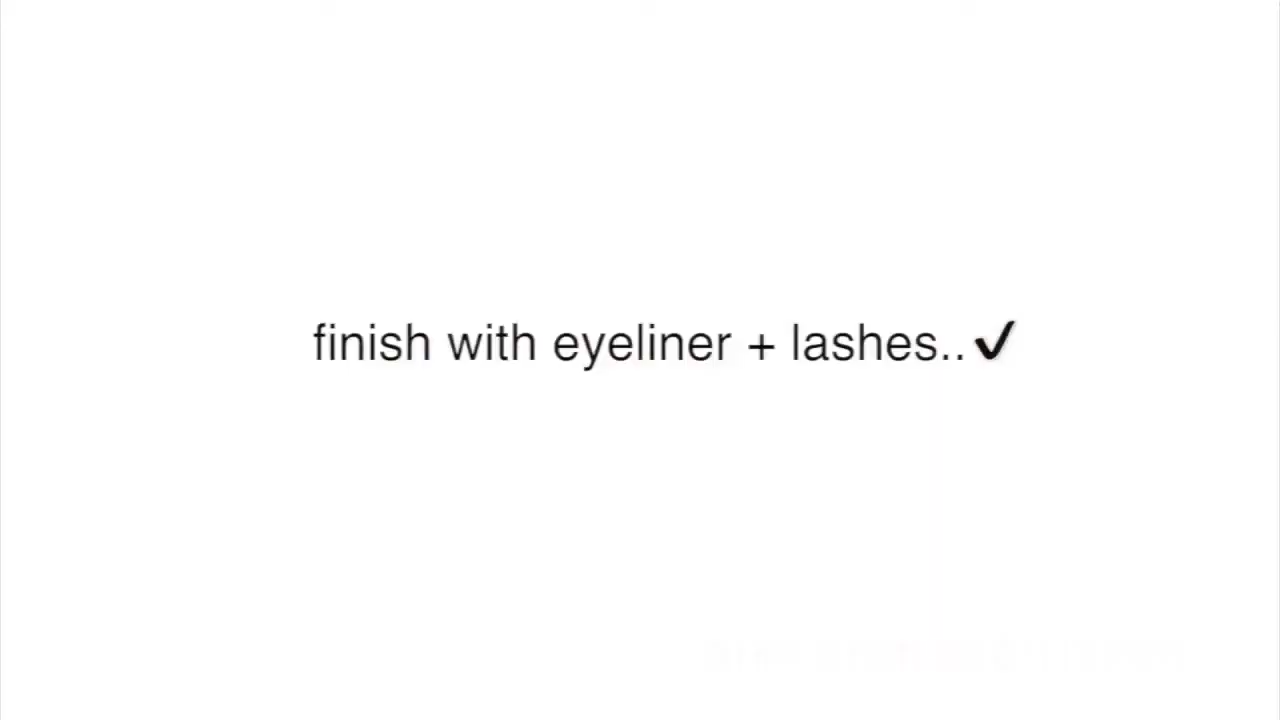 finish with eyeliner + lashes..✔